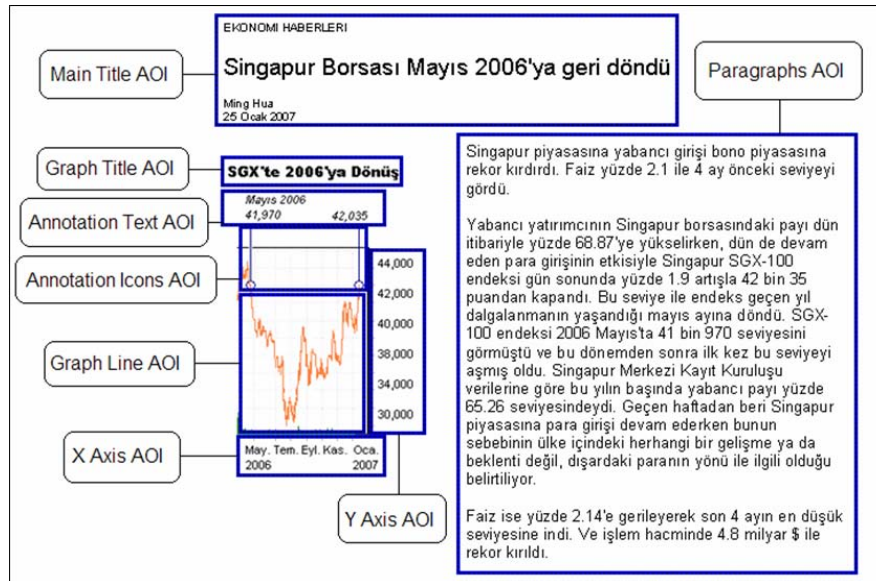 EKONOMI HABERLERI
Main Title AOI
Singapur Borsası Mayıs 2006'ya geri döndü
Paragraphs AOI
Ming Hua
25 Ocak 2007
Graph Title AOI
SGX'te 2006'ya Dönüş
Annotation Text AOI
Mayıs 2006
41,970 42,035
Annotation Icons AOI
44,000
42,000
40,000
Graph Line AOI
38,000
34,000
30,000
X Axis AOI
May. Tem. Eyl. Kas. Oca.
2006 2007
Y Axis AOI
Singapur piyasasına yabancı girişi bono piyasasına
rekor kırdırdı. Faiz yüzde 2.1 ile 4 ay önceki seviyeyi
gördü.
Yabancı yatırımcının Singapur borsasındaki payı dün
itibariyle yüzde 68.87'ye yükselirken, dün de devam
eden para girişinin etkisiyle Singapur SGX-100
endeksi gün sonunda yüzde 1.9 artışla 42 bin 35
puandan kapandı. Bu seviye ile endeks geçen yıl
dalgalanmanın yaşandığı mayıs ayına döndü. SGX-
100 endeksi 2006 Mayıs'ta 41 bin 970 seviyesini
görmüştü ve bu dönemden sonra ilk kez bu seviyeyi
aşmış oldu. Singapur Merkezi Kayıt Kuruluşu
verilerine göre bu yılın başında yabancı payı yüzde
65.26 seviyesindeydi. Geçen haftadan beri Singapur
piyasasına para girişi devam ederken bunun
sebebinin ülke içindeki herhangi bir gelişme ya da
beklenti değil, dışardaki paranın yönü ile ilgili olduğu
belirtiliyor.
Faiz ise yüzde 2.14'e gerileyerek son 4 ayın en düşük
seviyesine indi. Ve işlem hacminde 4.8 milyar $ ile
rekor kırıldı.